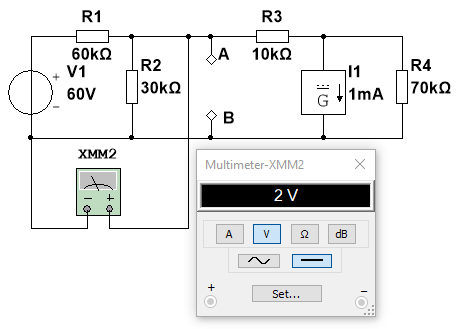 R1
60kΩ
V1
60V
+
−
R2
30kΩ
A
B
R3
10kΩ
I1
1mA
G
R4
70kΩ
XMM2
− +
Multimeter-XMM2
2 V
A V Ω dB
+ Set... −